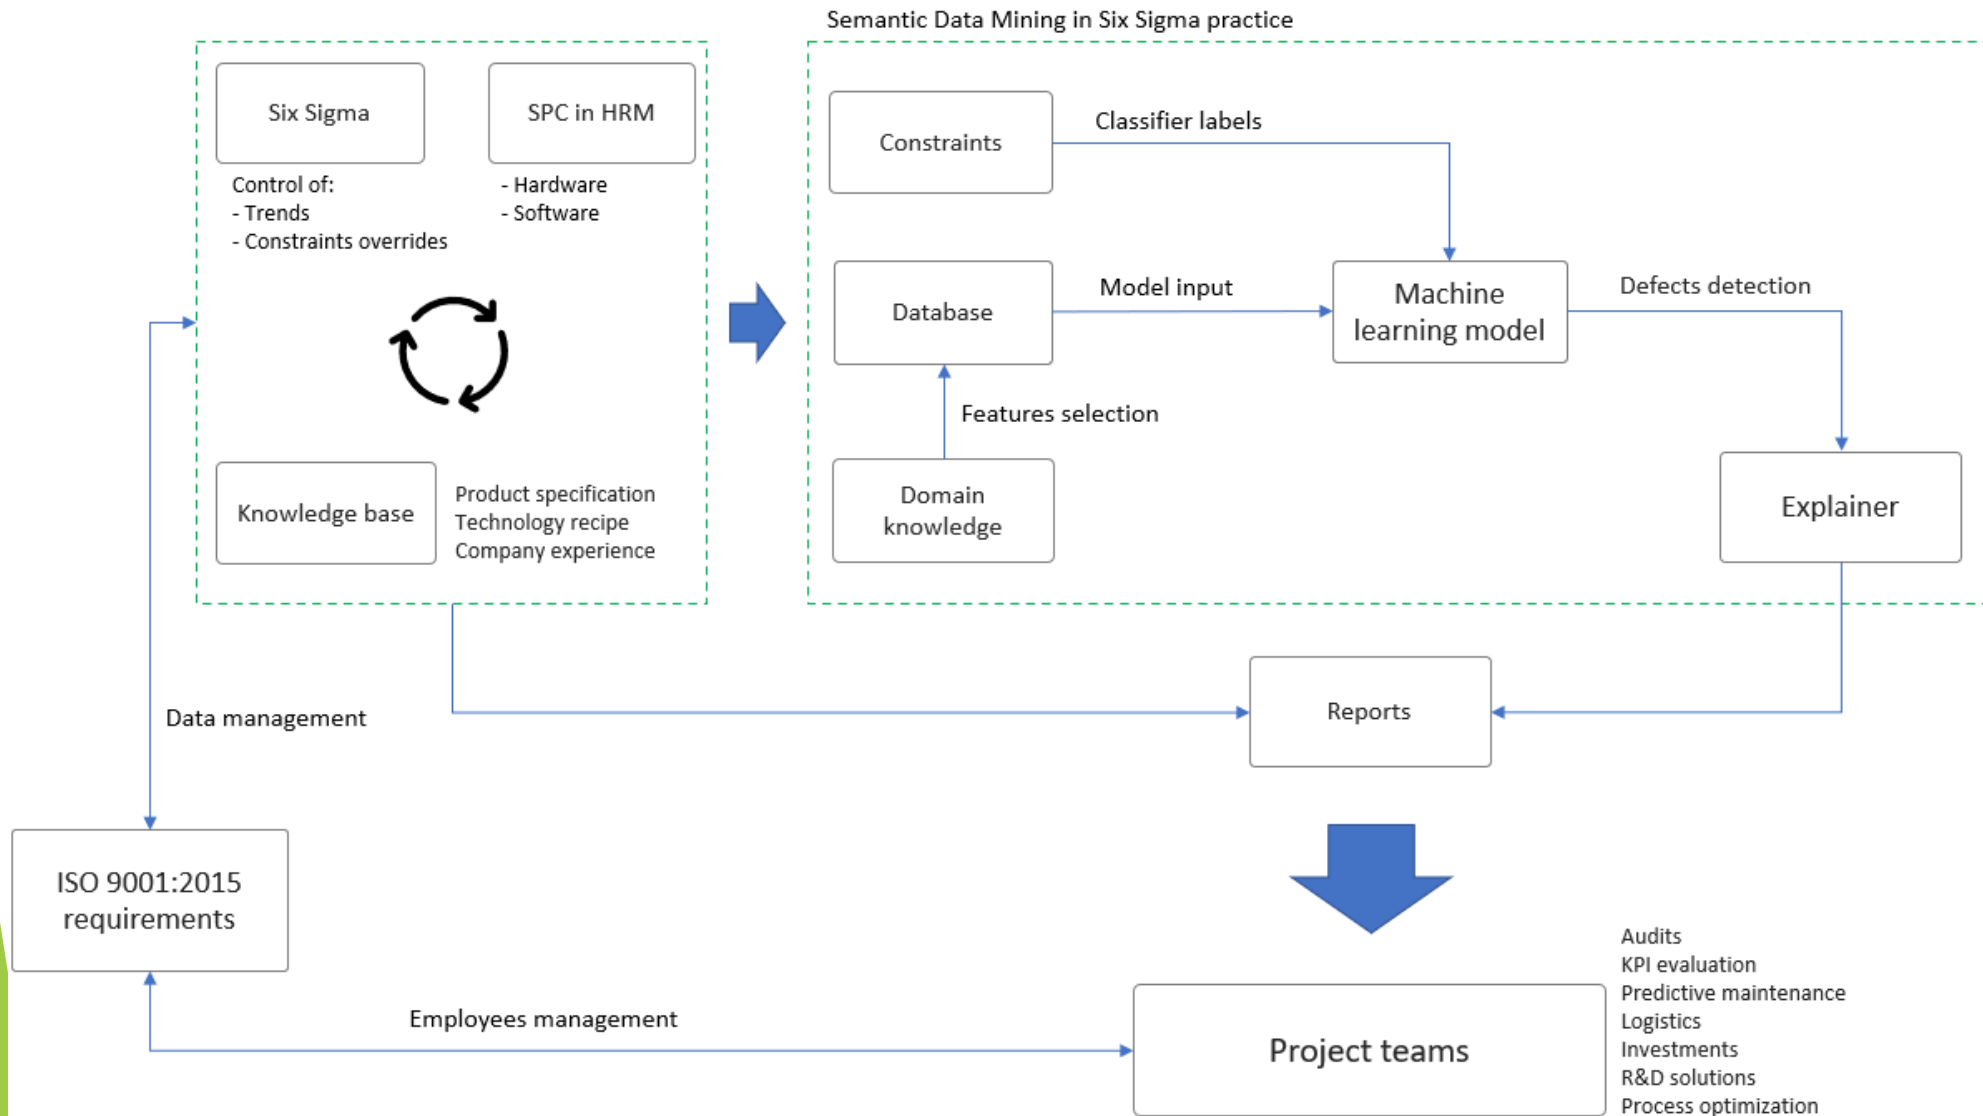 Semantic Data Mining in Six Sigma practice
Six Sigma
SPC in HRM
Control of:
- Trends
- Constraints overrides
- Hardware
- Software
Knowledge base
Product specification
Technology recipe
Company experience
Constraints
Classifier labels
Database
Model input
Machine
learning model
Defects detection
Features selection
Domain
knowledge
Explainer
Reports
Data management
ISO 9001:2015
requirements
Employees management
Project teams
Audits
KPI evaluation
Predictive maintenance
Logistics
Investments
R&D solutions
Process optimization